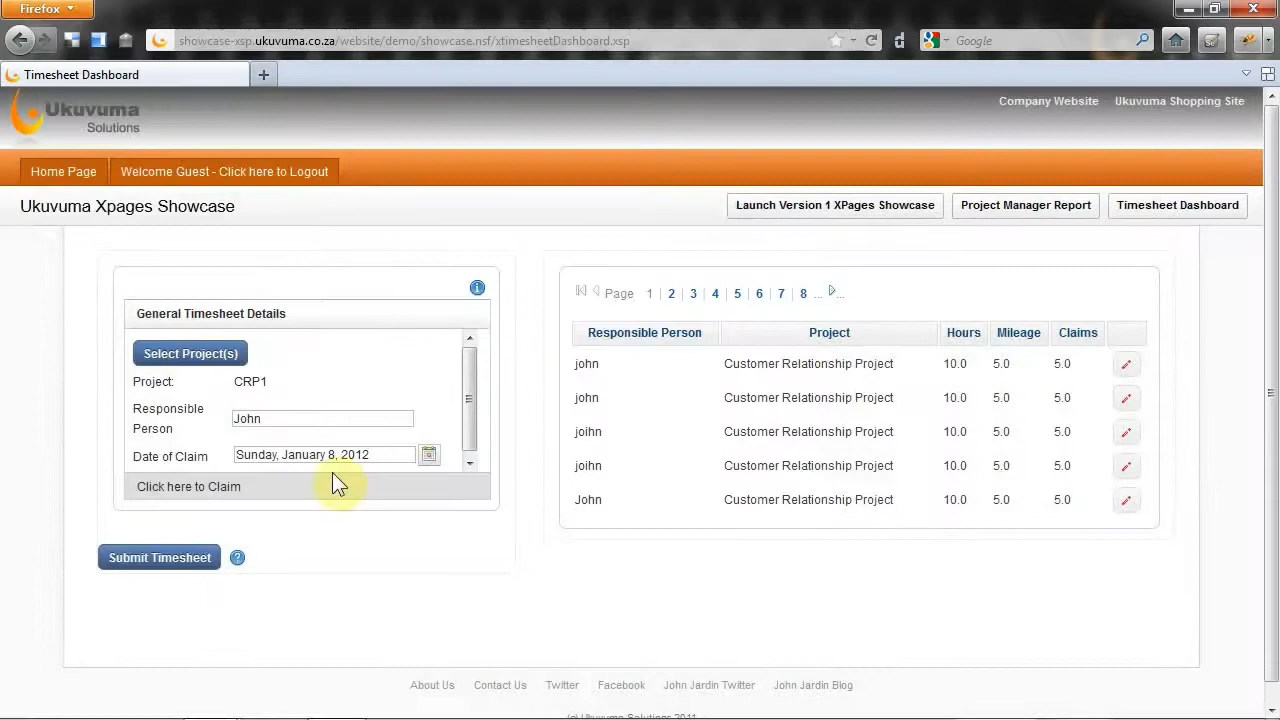 Firefox
showcase-xsp.ukuvuma.co.za/website/demo/showcase.nsf/xtimesheetDashboard.xsp
Google
Timesheet Dashboard
Ukuvuma
Solutions
Company Website
Ukuvuma Shopping Site
Home Page
Welcome Guest - Click here to Logout
Ukuvuma Xpages Showcase
Launch Version 1 XPages Showcase
Project Manager Report
Timesheet Dashboard
General Timesheet Details
Select Project(s)
Project: CRP1
Responsible
Person
John
Date of Claim Sunday, January 8, 2012
Click here to Claim
Submit Timesheet
Page 1 | 2 | 3 | 4 | 5 | 6 | 7 | 8 ... ...
Responsible Person Project Hours Mileage Claims
john Customer Relationship Project 10.0 5.0 5.0
john Customer Relationship Project 10.0 5.0 5.0
joihn Customer Relationship Project 10.0 5.0 5.0
joihn Customer Relationship Project 10.0 5.0 5.0
John Customer Relationship Project 10.0 5.0 5.0
About Us Contact Us Twitter Facebook John Jardin Twitter John Jardin Blog
(c) Ukuvuma Solutions 2011